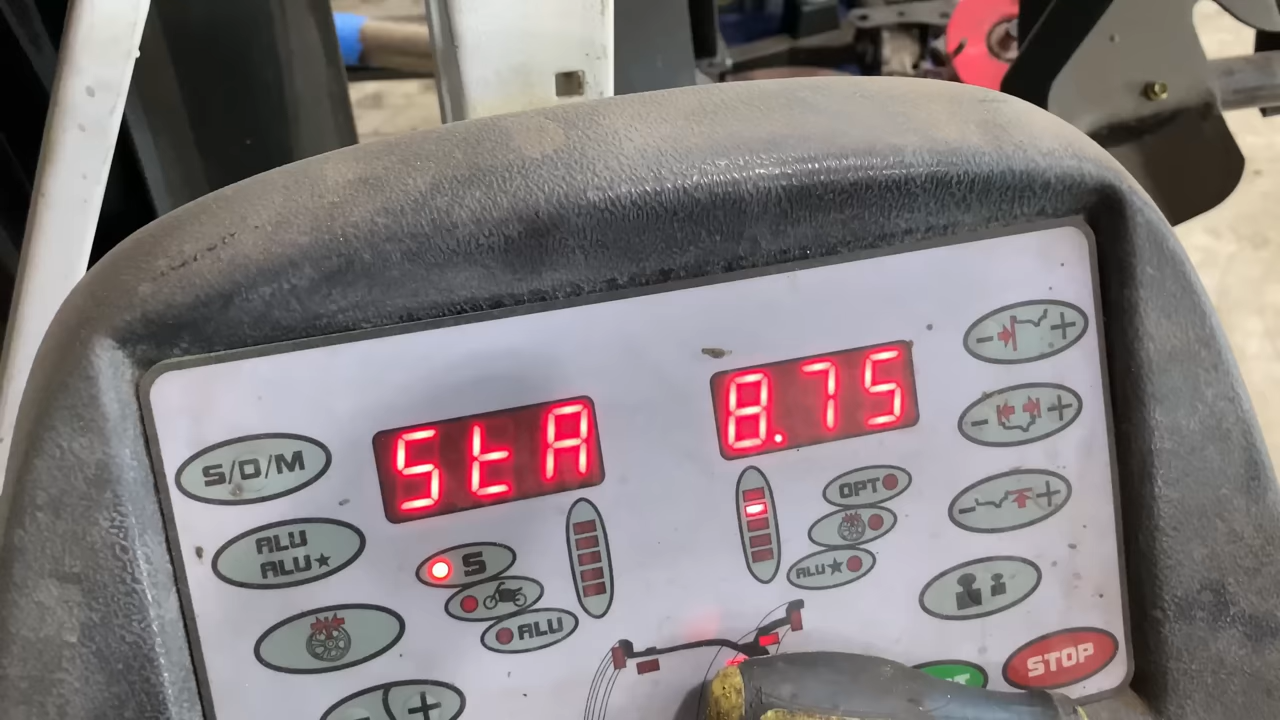 StA 8.75
S/D/M
ALU
ALU★
S
ALU
OPT
ALU★
STOP